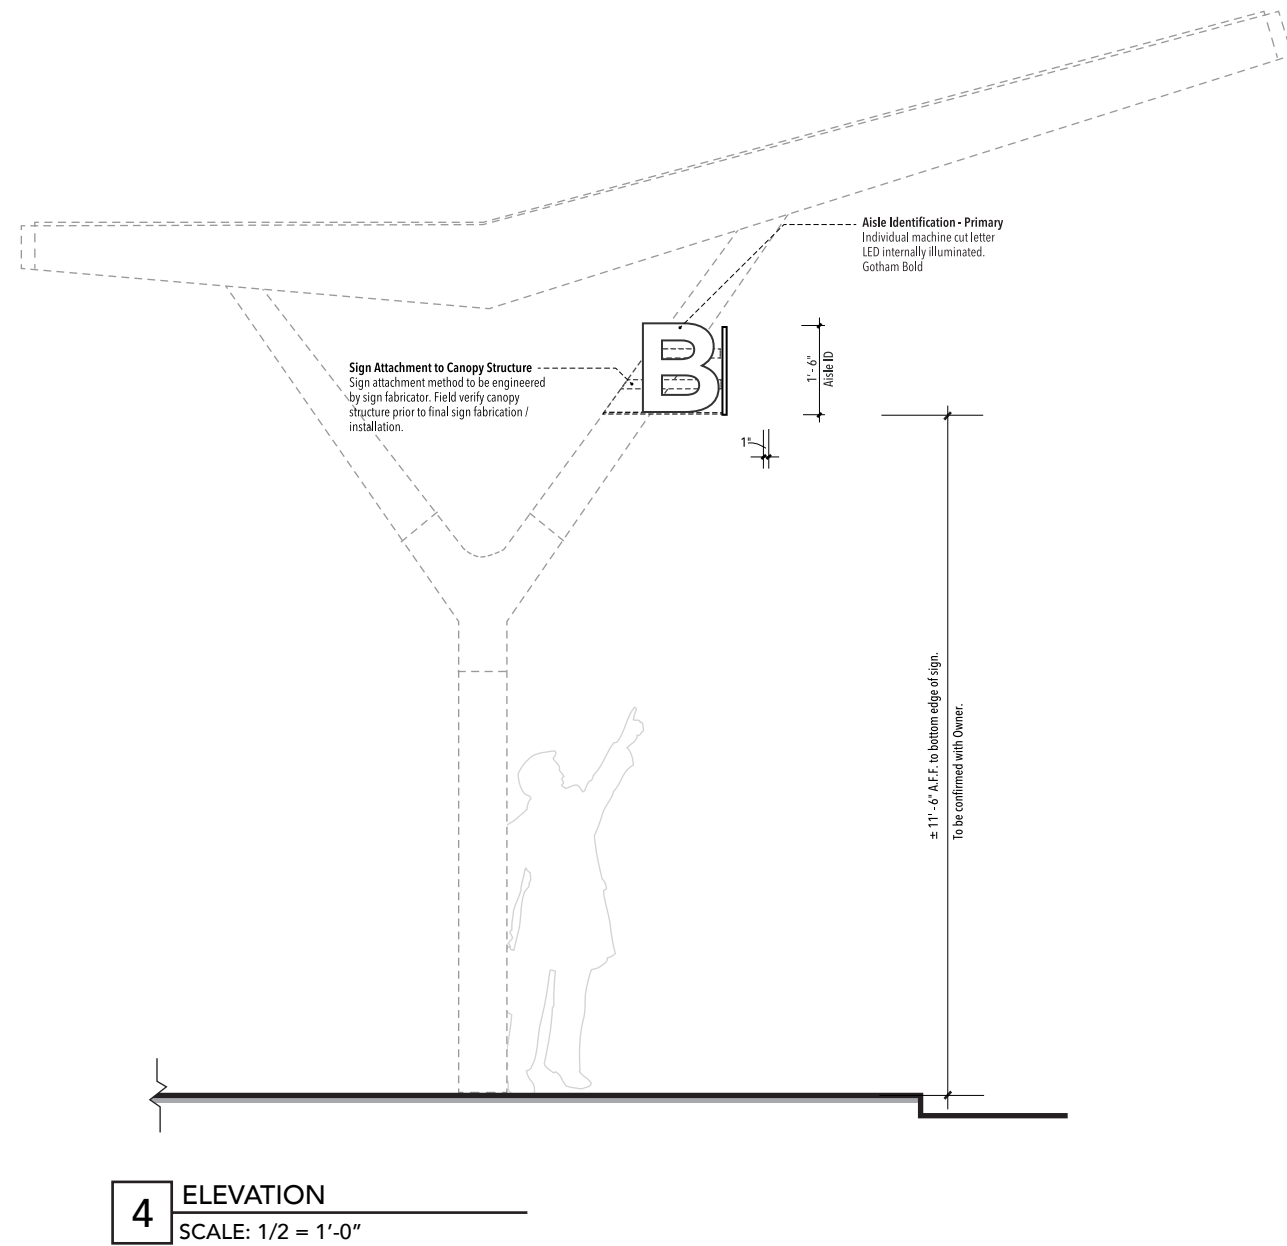 Aisle Identification - Primary
Individual machine cut letter
LED internally illuminated.
Gotham Bold
B
Sign Attachment to Canopy Structure
Sign attachment method to be engineered
by sign fabricator. Field verify canopy
structure prior to final sign fabrication /
installation.
1' - 6"
Aisle ID
1"
± 11' - 6" A.F.F. to bottom edge of sign.
To be confirmed with Owner.
4
ELEVATION
SCALE: 1/2 = 1’-0”